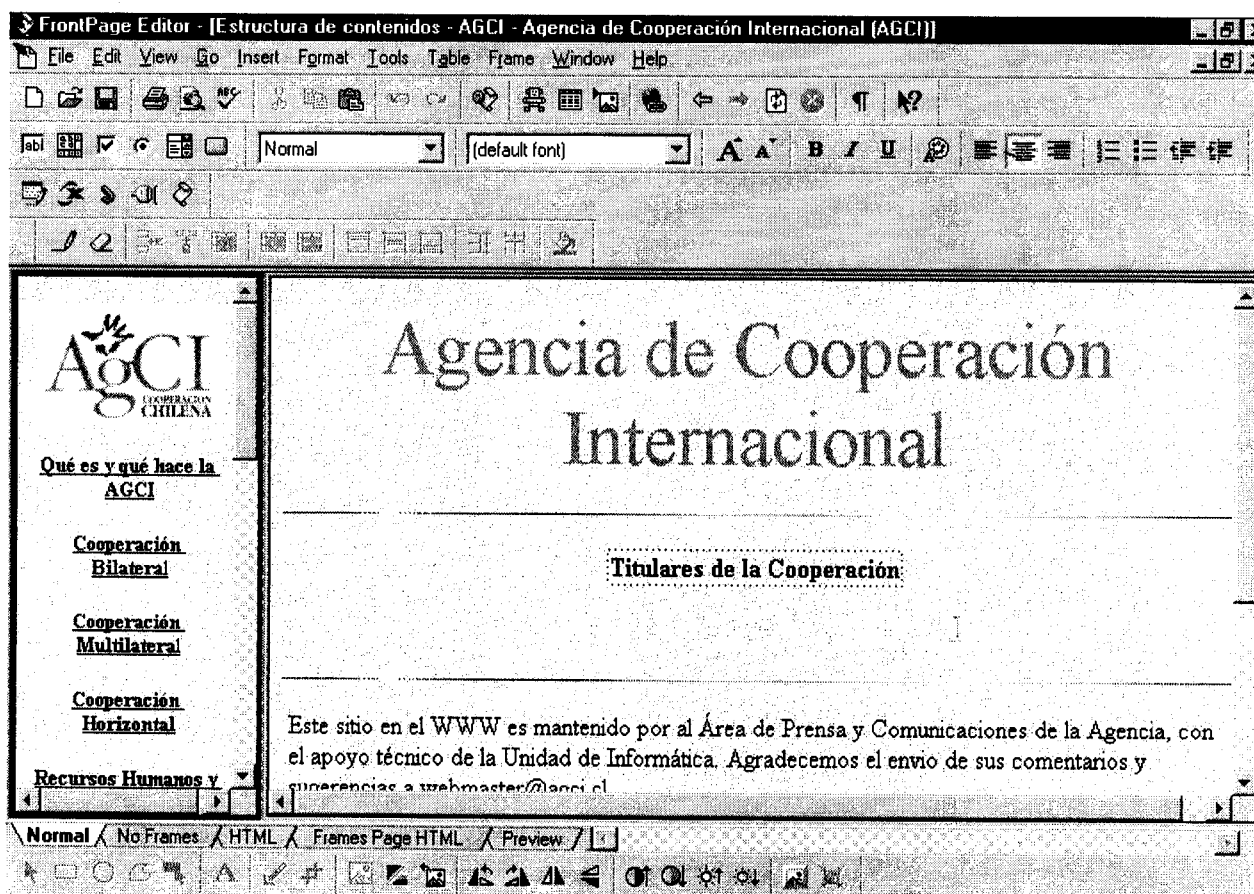 FrontPage Editor - [Estructura de contenidos - AGCI - Agencia de Cooperación Internacional (AGCI)]
File Edit View Go Insert Format Tools Table Frame Window Help
Normal (default font) A A B I U
AgCI
COOPERACION
CHILENA
Qué es y qué hace la
AGCI
Cooperación
Bilateral
Cooperación
Multilateral
Cooperación
Horizontal
Recursos Humanos y
Agencia de Cooperación
Internacional
Titulares de la Cooperación
Este sitio en el WWW es mantenido por al Área de Prensa y Comunicaciones de la Agencia, con
el apoyo técnico de la Unidad de Informática, Agradecemos el envio de sus comentarios y
sugerencias a webmaster@agci.cl
Normal No Frames HTML Frames Page HTML Preview